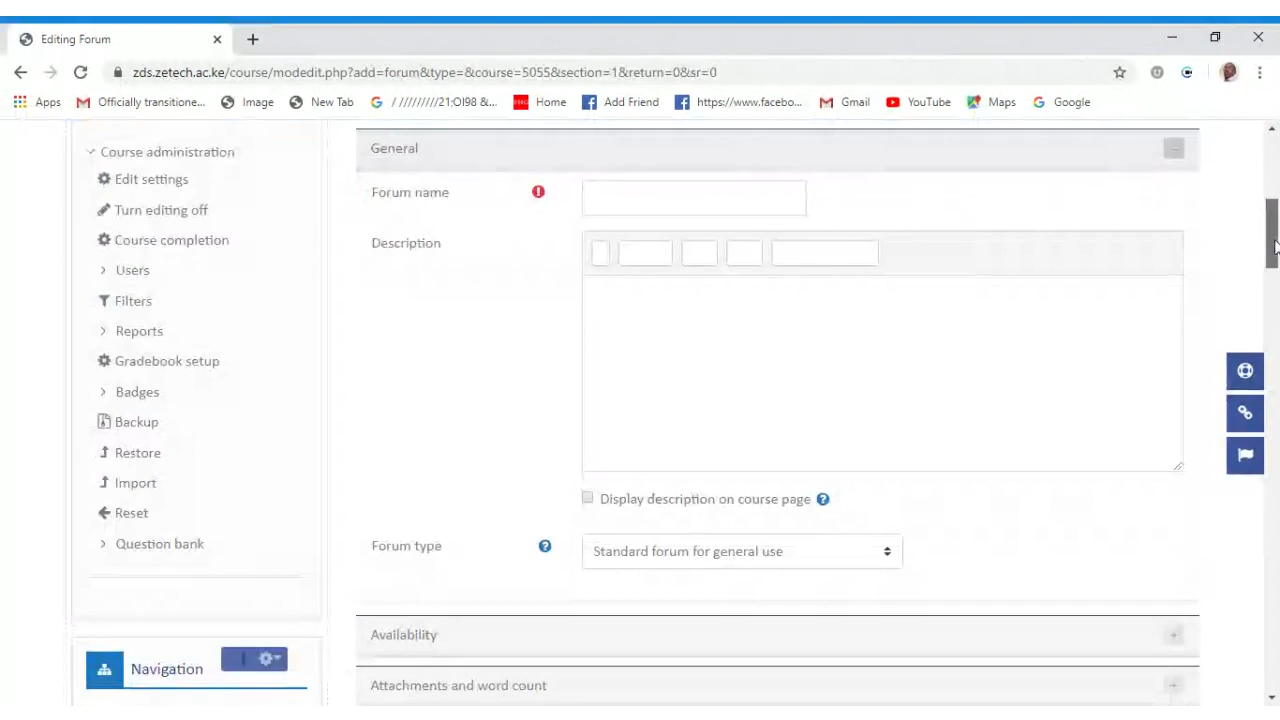 Editing Forum
zds.zetech.ac.ke/course/modedit.php?add=forum&type=&course=5055&section=1&return=0&sr=0
Apps Officially transitione... Image New Tab / /////////21;OI98 &... Home Add Friend https://www.facebo... Gmail YouTube Maps Google
Course administration
Edit settings
Turn editing off
Course completion
Users
Filters
Reports
Gradebook setup
Badges
Backup
Restore
Import
Reset
Question bank
Navigation
General
Forum name
Description
Display description on course page
Forum type
Standard forum for general use
Availability
Attachments and word count